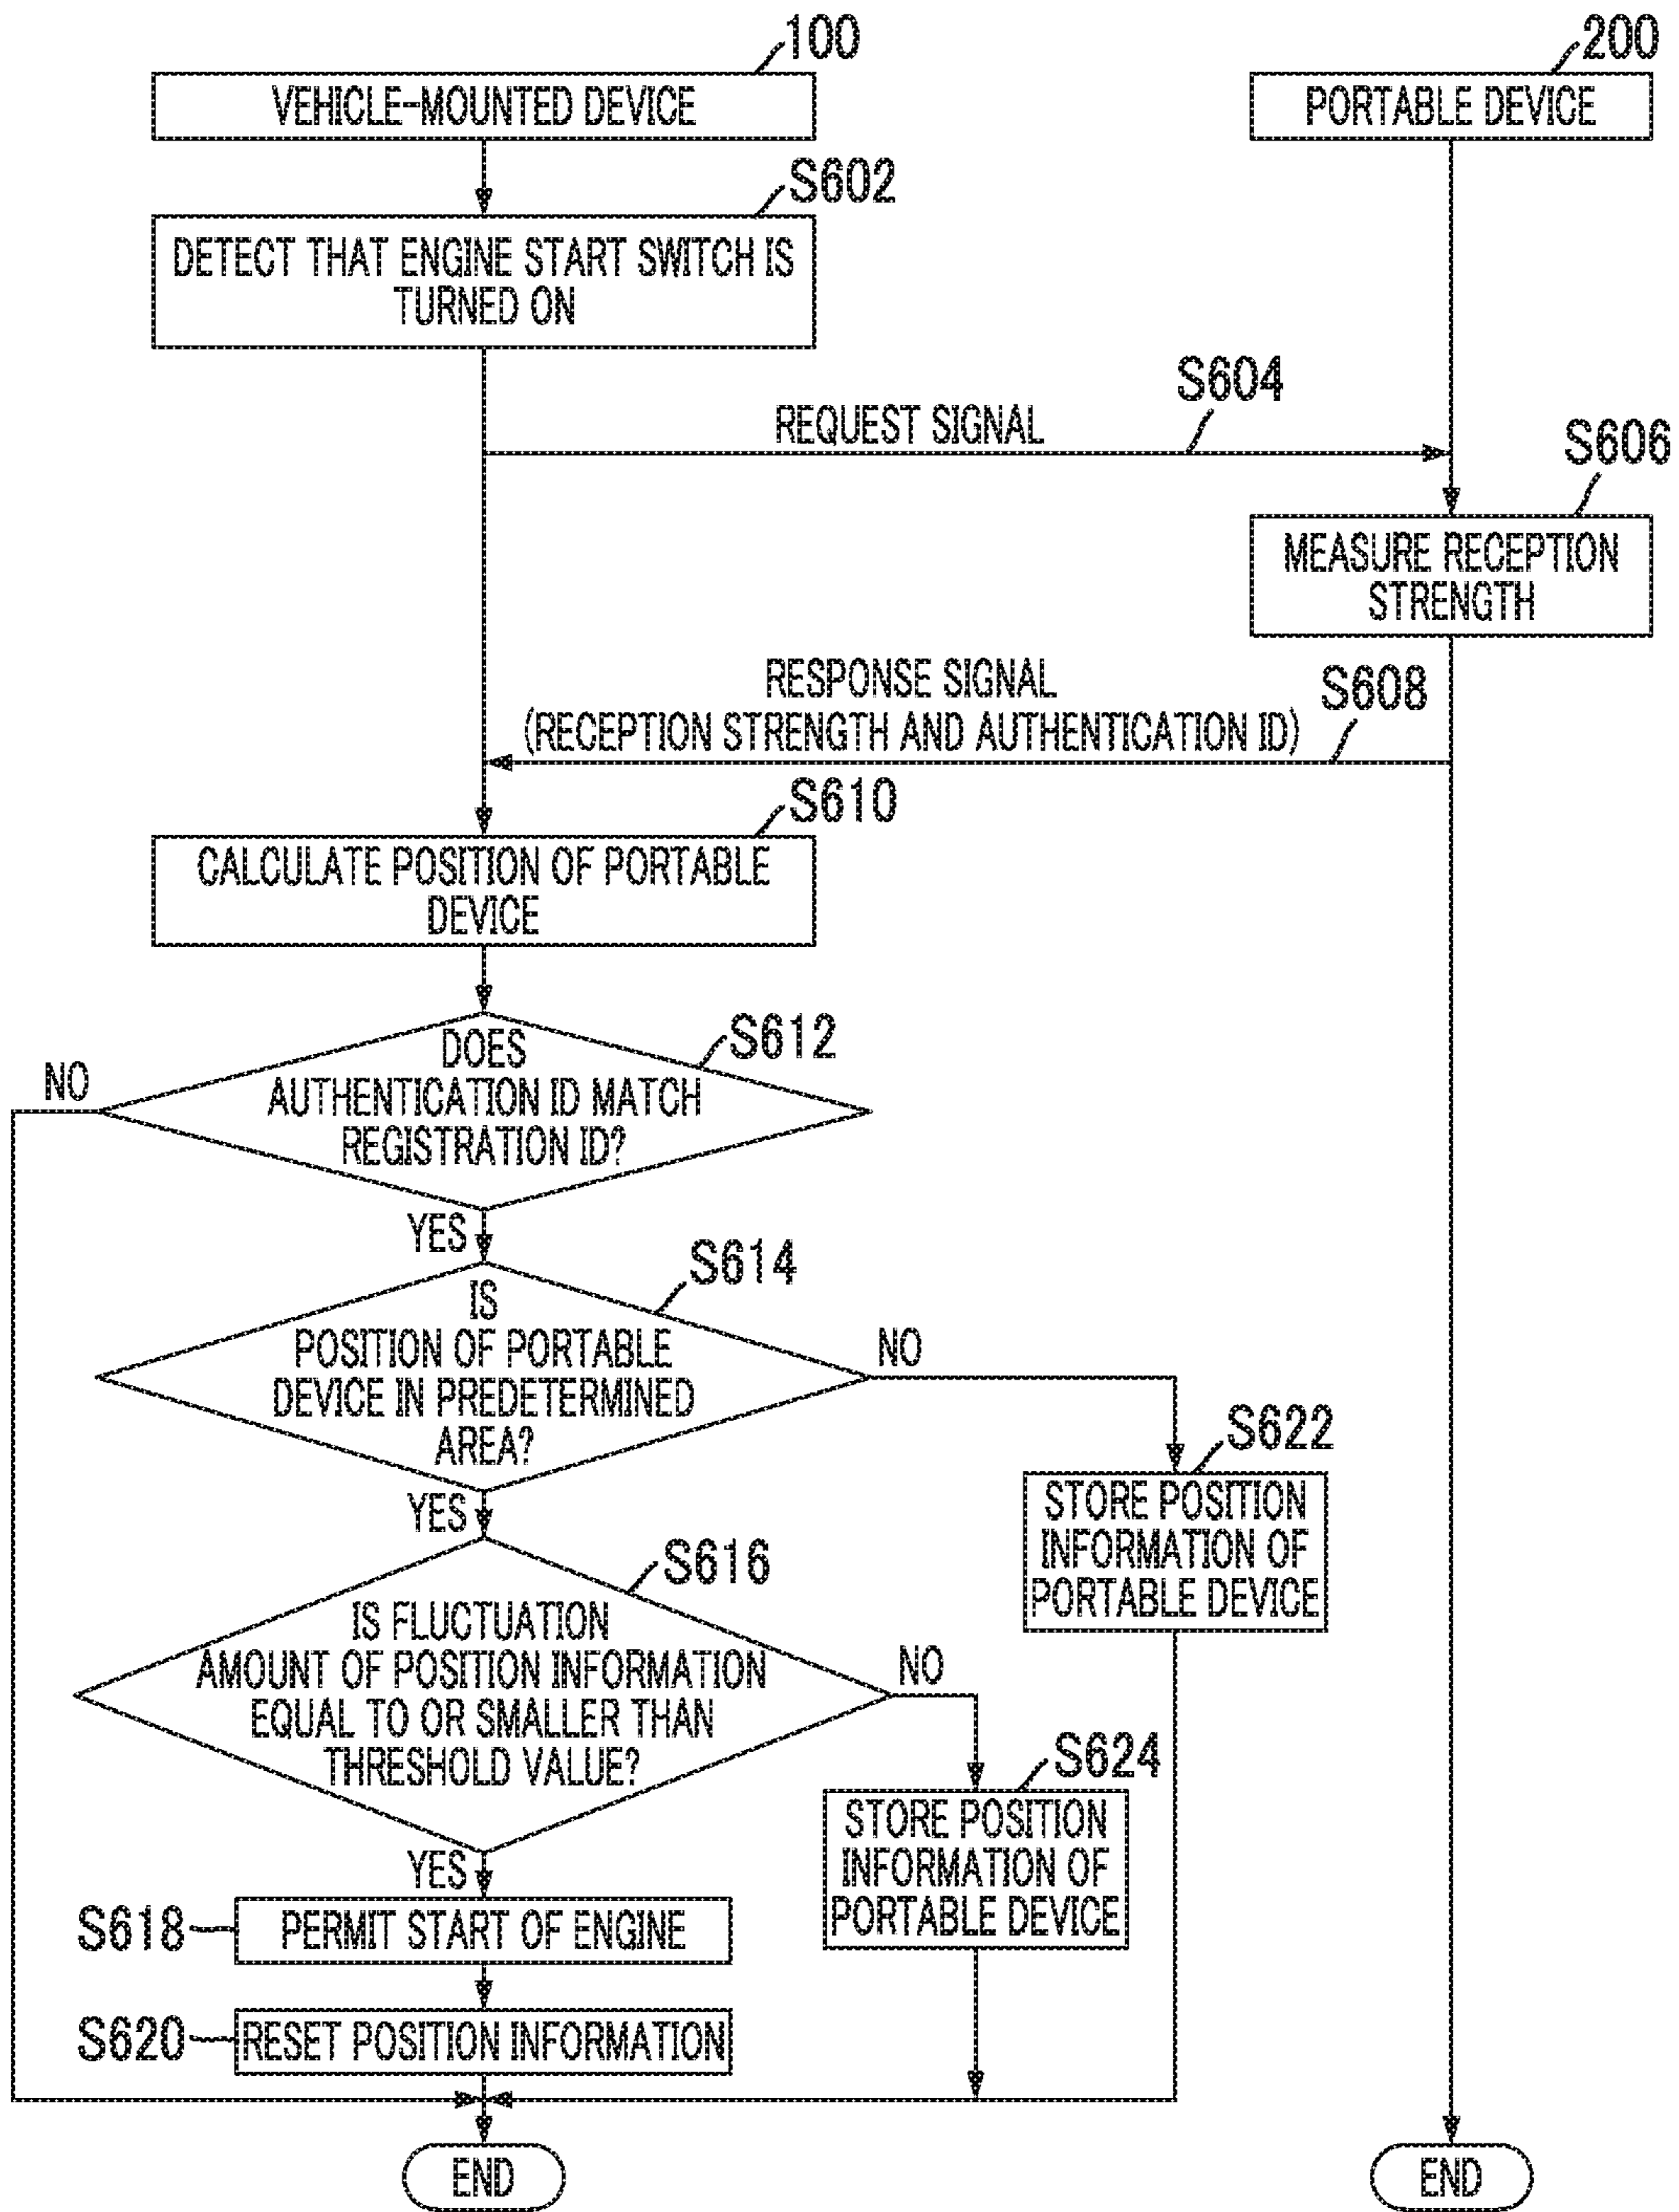 100
200
VEHICLE-MOUNTED DEVICE
PORTABLE DEVICE
S602
DETECT THAT ENGINE START SWITCH IS
TURNED ON
S604
REQUEST SIGNAL
S606
MEASURE RECEPTION
STRENGTH
RESPONSE SIGNAL
(RECEPTION STRENGTH AND AUTHENTICATION ID)
S608
S610
CALCULATE POSITION OF PORTABLE
DEVICE
S612
DOES
AUTHENTICATION ID MATCH
REGISTRATION ID?
NO
YES
S614
IS
POSITION OF PORTABLE
DEVICE IN PREDETERMINED
AREA?
NO
YES
S622
STORE POSITION
INFORMATION OF
PORTABLE DEVICE
S616
IS FLUCTUATION
AMOUNT OF POSITION INFORMATION
EQUAL TO OR SMALLER THAN
THRESHOLD VALUE?
NO
YES
S624
STORE POSITION
INFORMATION OF
PORTABLE DEVICE
S618
PERMIT START OF ENGINE
S620
RESET POSITION INFORMATION
END
END